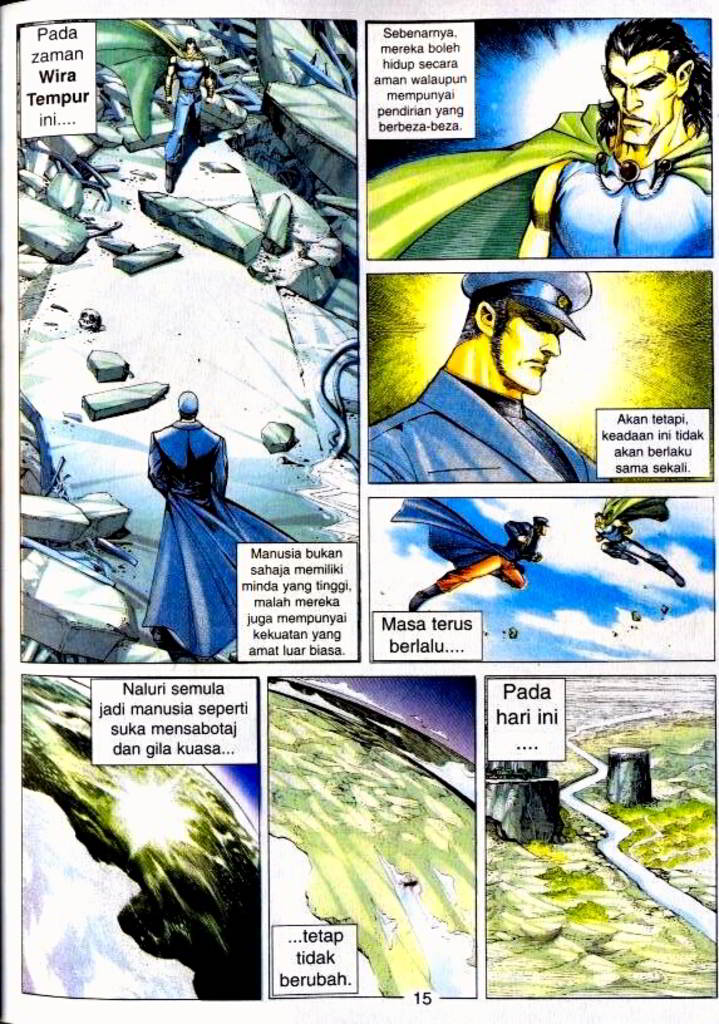 Pada
zaman
Wira
Tempur
ini....
Manusia bukan
sahaja memiliki
minda yang tinggi,
malah mereka
juga mempunyai
kekuatan yang
amat luar biasa.
Sebenarnya,
mereka boleh
hidup secara
aman walaupun
mempunyai
pendirian yang
berbeza-beza.
Akan tetapi,
keadaan ini tidak
akan berlaku
sama sekali.
Masa terus
berlalu....
Naluri semula
jadi manusia seperti
suka mensabotaj
dan gila kuasa...
...tetap
tidak
berubah.
Pada
hari ini
....
15